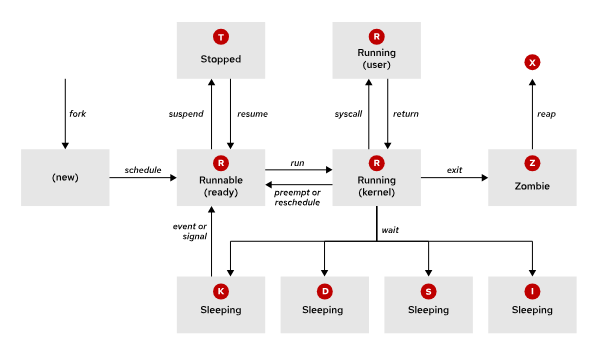 T
Stopped
R
Running
(user)
X
fork
suspend
resume
syscall
return
reap
(new)
schedule
R
Runnable
(ready)
run
preempt or
reschedule
R
Running
(kernel)
exit
Z
Zombie
event or
signal
wait
K
Sleeping
D
Sleeping
S
Sleeping
I
Sleeping